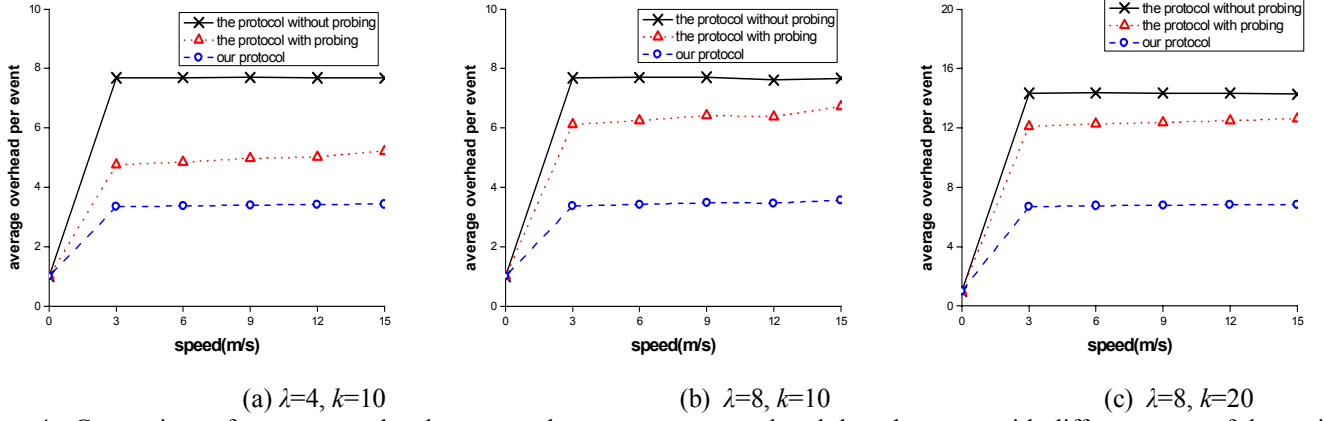 10
8
6
4
2
0
average overhead per event
the protocol without probing
the protocol with probing
our protocol
0 3 6 9 12 15
speed(m/s)
(a) λ=4, k=10
10
8
6
4
2
0
average overhead per event
the protocol without probing
the protocol with probing
our protocol
0 3 6 9 12 15
speed(m/s)
(b) λ=8, k=10
20
16
12
8
4
0
average overhead per event
the protocol without probing
the protocol with probing
our protocol
0 3 6 9 12 15
speed(m/s)
(c) λ=8, k=20